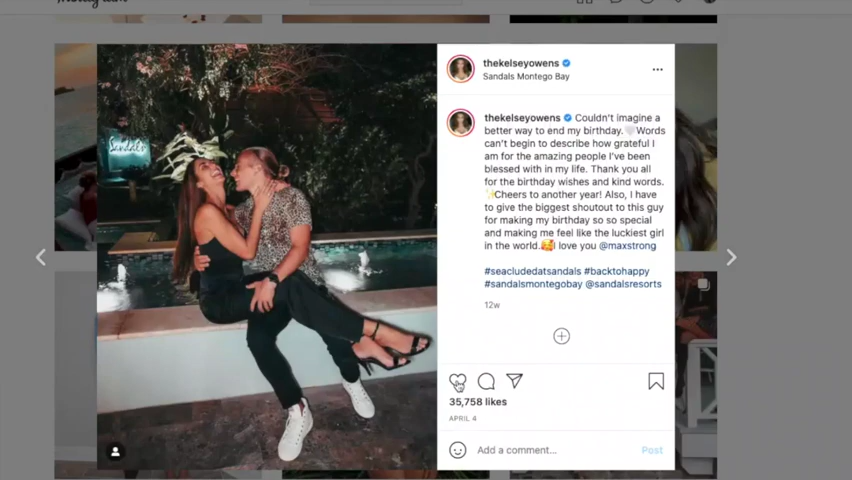 Instagram
thekelseyowens
Sandals Montego Bay
Sandals
thekelseyowens Couldn't imagine a
better way to end my birthday.🤍Words
can't begin to describe how grateful I
am for the amazing people I've been
blessed with in my life. Thank you all
for the birthday wishes and kind words.
✨Cheers to another year! Also, I have
to give the biggest shoutout to this guy
for making my birthday so so special
and making me feel like the luckiest girl
in the world.🥰I love you @maxstrong
#seacludedatsandals #backtohappy
#sandalsmontegobay @sandalsresorts
12w
35,758 likes
APRIL 4
Add a comment...
Post